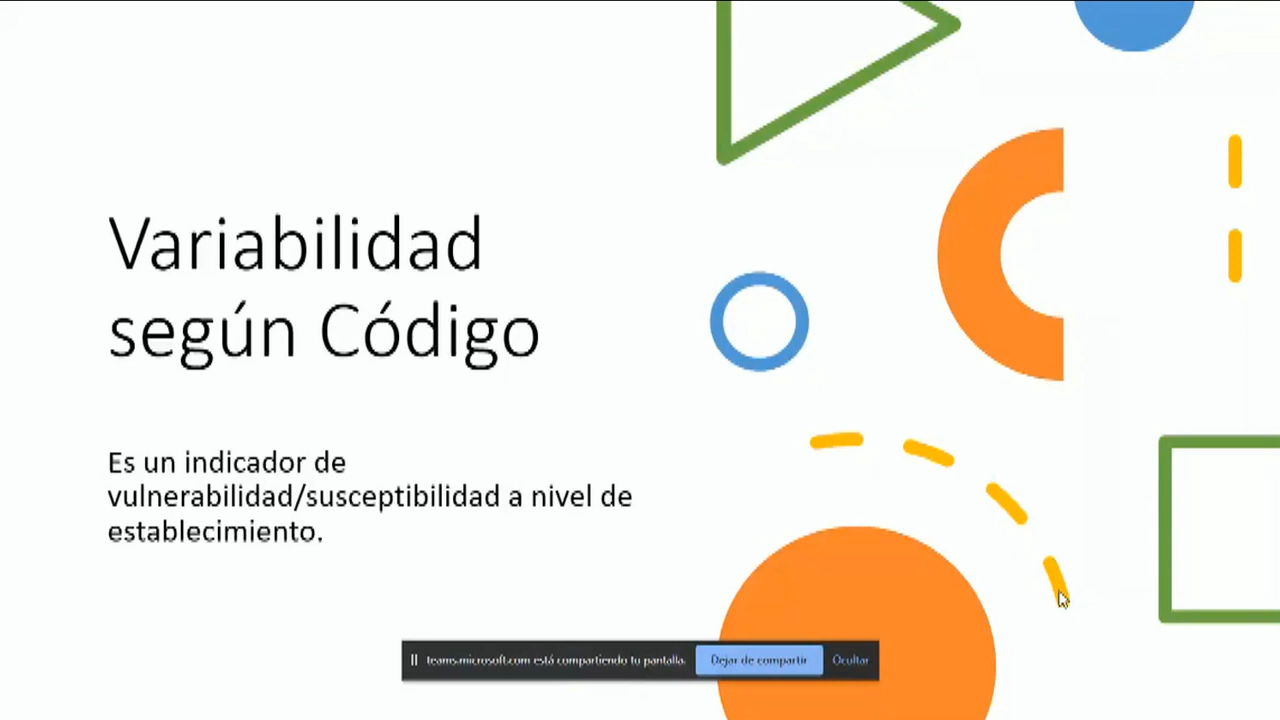 Variabilidad
según Código
Es un indicador de
vulnerabilidad/susceptibilidad a nivel de
establecimiento.
teams.microsoft.com está compartiendo tu pantalla.
Dejar de compartir
Ocultar